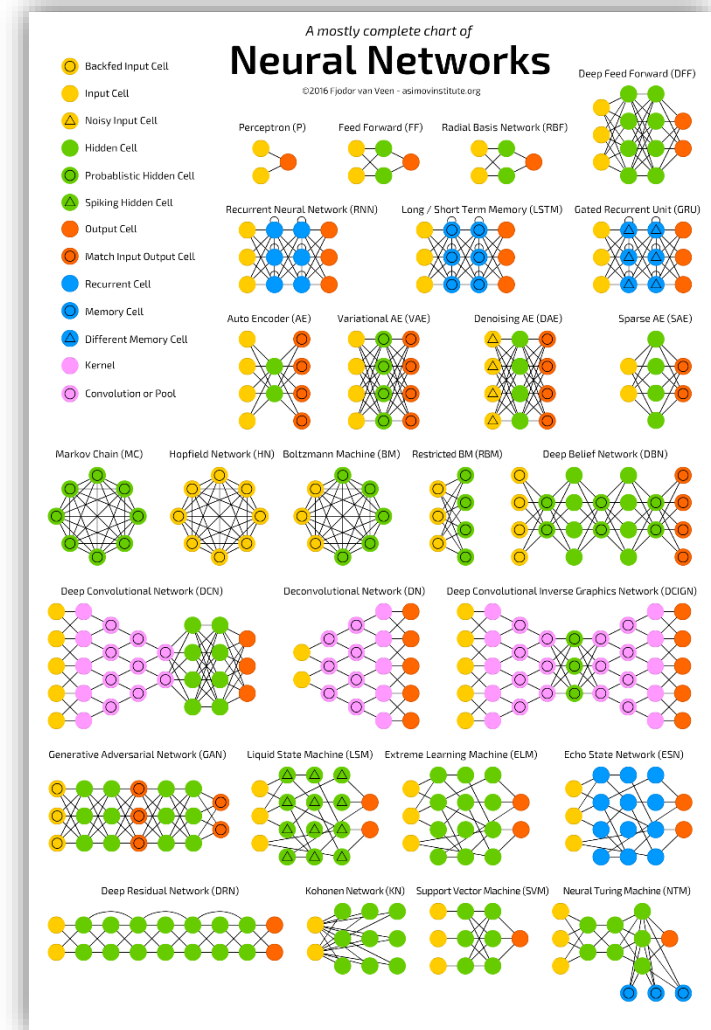 A mostly complete chart of
Neural Networks
©2016 Fjodor van Veen - asimovinstitute.org
Backfed Input Cell
Input Cell
Noisy Input Cell
Hidden Cell
Probablistic Hidden Cell
Spiking Hidden Cell
Output Cell
Match Input Output Cell
Recurrent Cell
Memory Cell
Different Memory Cell
Kernel
Convolution or Pool
Deep Feed Forward (DFF)
Perceptron (P)
Feed Forward (FF)
Radial Basis Network (RBF)
Recurrent Neural Network (RNN)
Long / Short Term Memory (LSTM)
Gated Recurrent Unit (GRU)
Auto Encoder (AE)
Variational AE (VAE)
Denoising AE (DAE)
Sparse AE (SAE)
Markov Chain (MC)
Hopfield Network (HN)
Boltzmann Machine (BM)
Restricted BM (RBM)
Deep Belief Network (DBN)
Deep Convolutional Network (DCN)
Deconvolutional Network (DN)
Deep Convolutional Inverse Graphics Network (DCIGN)
Generative Adversarial Network (GAN)
Liquid State Machine (LSM)
Extreme Learning Machine (ELM)
Echo State Network (ESN)
Deep Residual Network (DRN)
Kohonen Network (KN)
Support Vector Machine (SVM)
Neural Turing Machine (NTM)